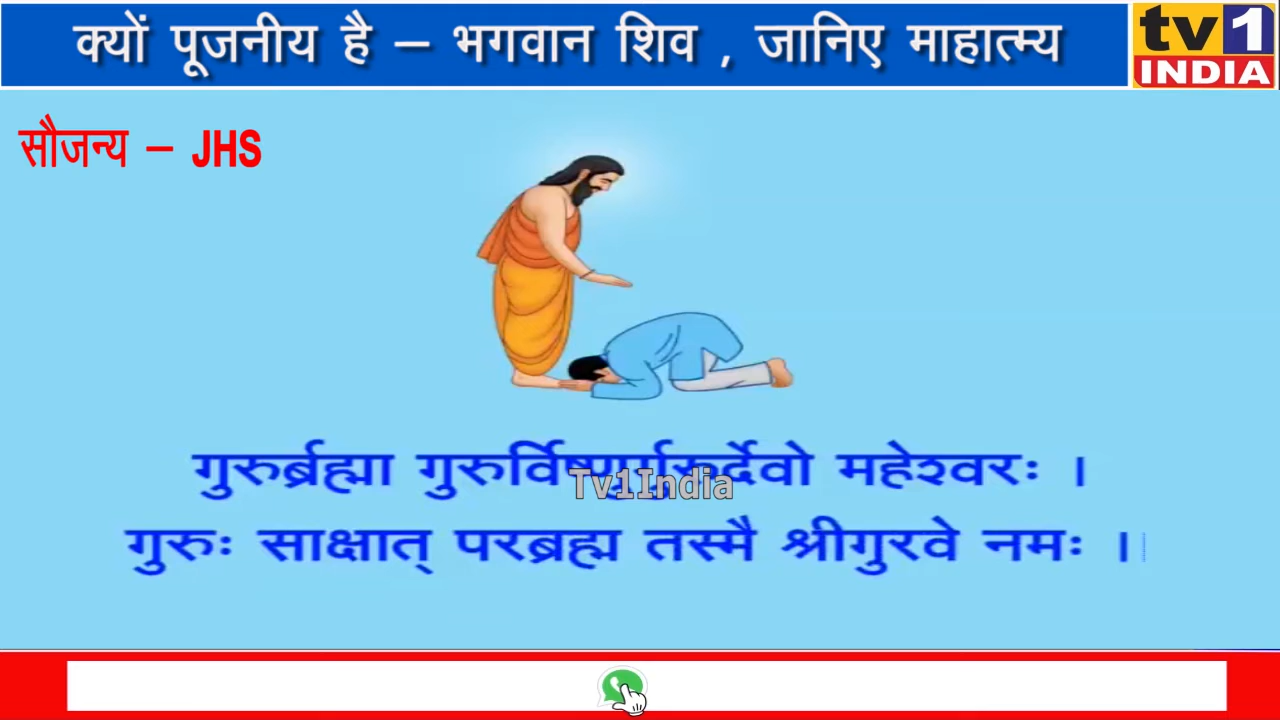 क्यों पूजनीय है – भगवान शिव , जानिए माहात्म्य
tv1
INDIA
सौजन्य – JHS
गुरुर्ब्रह्मा गुरुर्विष्णुर्गुरुर्देवो महेश्वरः ।
Tv1India
गुरुः साक्षात् परब्रह्म तस्मै श्रीगुरवे नमः ।